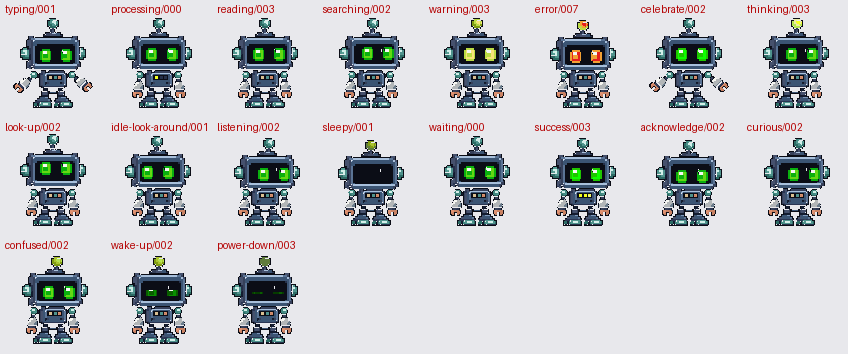 typing/001
processing/000
reading/003
searching/002
warning/003
error/007
celebrate/002
thinking/003
look-up/002
idle-look-around/001
listening/002
sleepy/001
waiting/000
success/003
acknowledge/002
curious/002
confused/002
wake-up/002
power-down/003